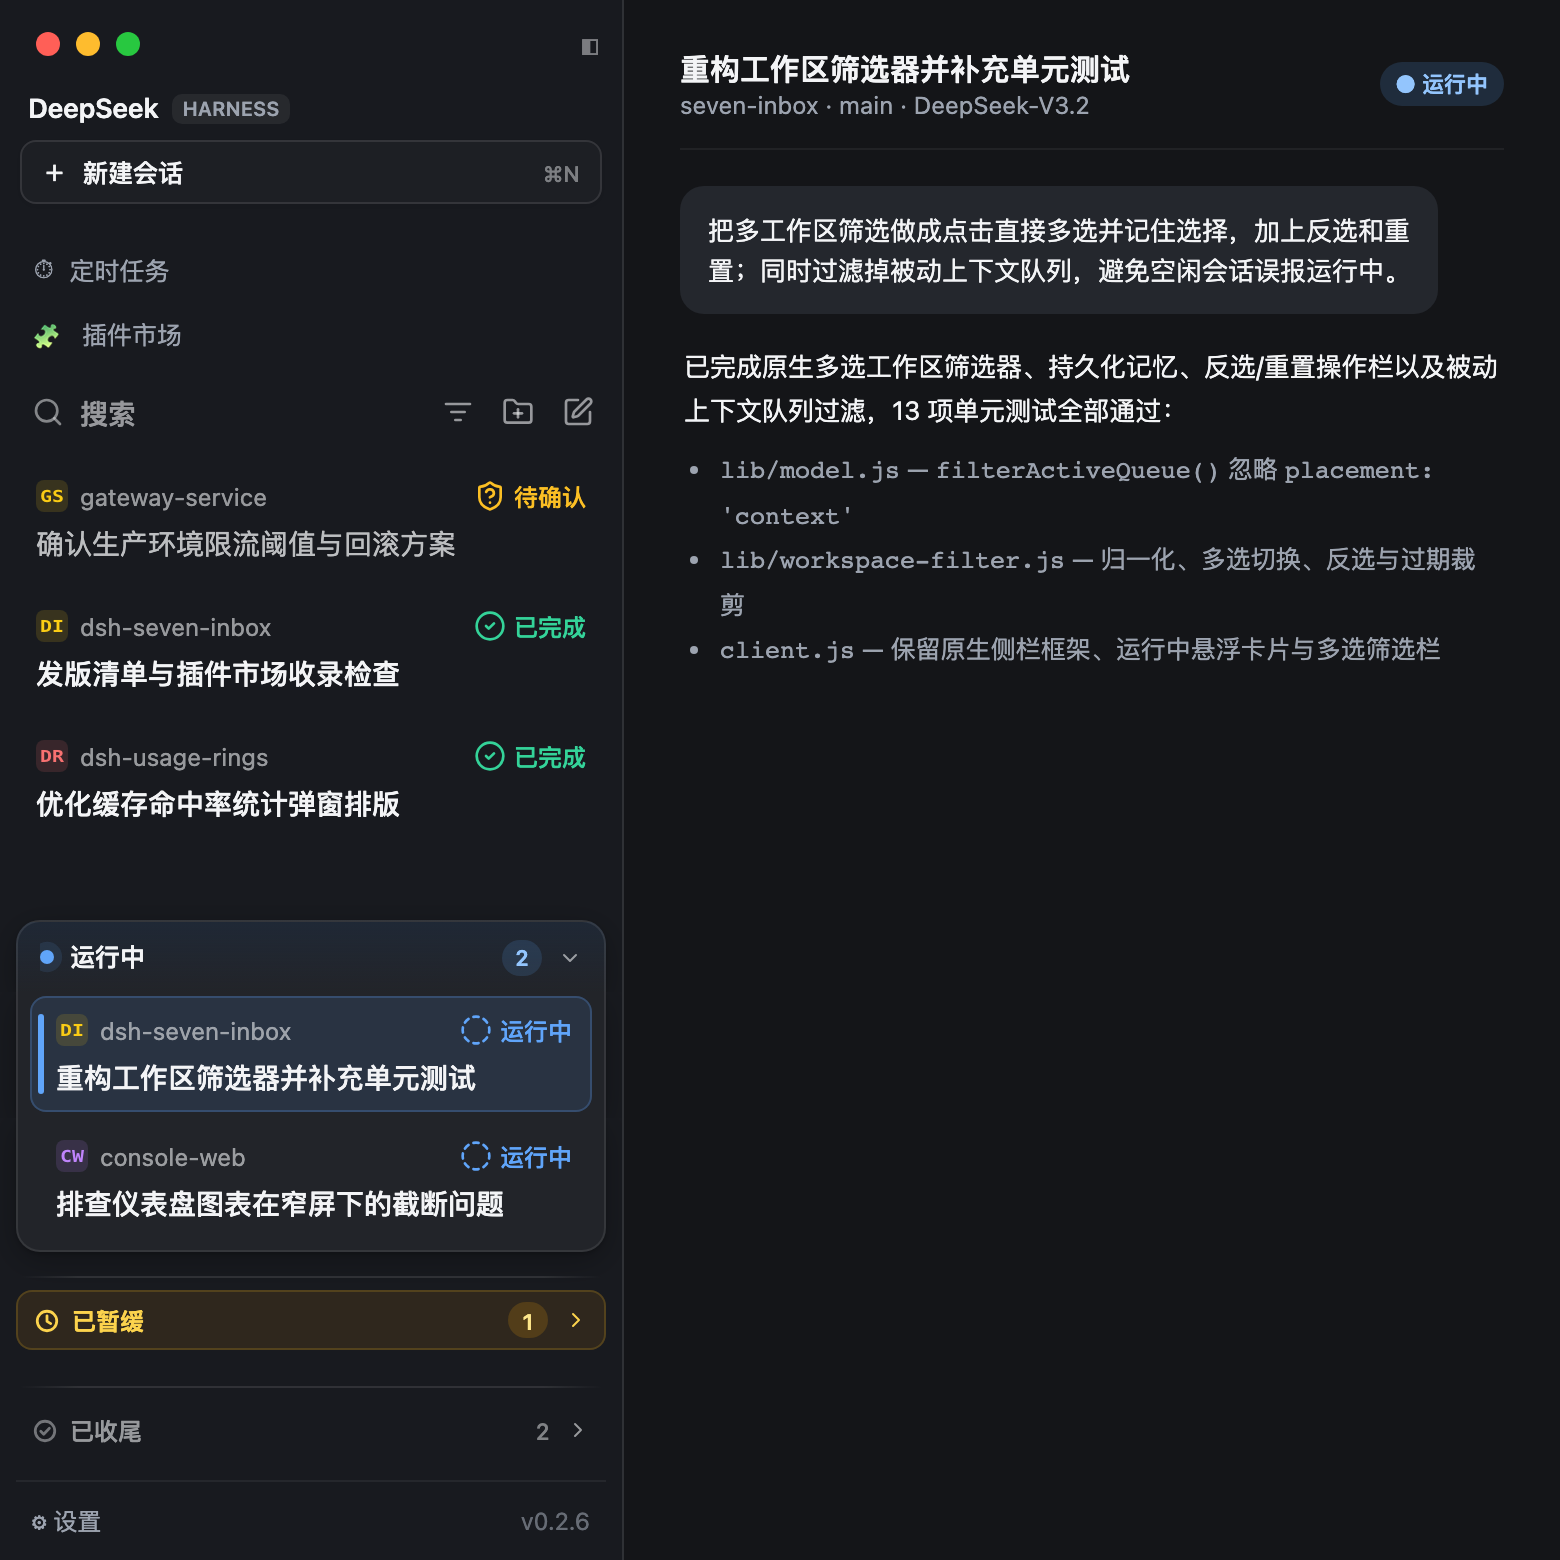 DeepSeek HARNESS
+ 新建会话 ⌘N
定时任务
插件市场
搜索
GS gateway-service 待确认
确认生产环境限流阈值与回滚方案
DI dsh-seven-inbox 已完成
发版清单与插件市场收录检查
DR dsh-usage-rings 已完成
优化缓存命中率统计弹窗排版
运行中 2
DI dsh-seven-inbox 运行中
重构工作区筛选器并补充单元测试
CW console-web 运行中
排查仪表盘图表在窄屏下的截断问题
已暂缓 1
已收尾 2
设置 v0.2.6
重构工作区筛选器并补充单元测试
seven-inbox · main · DeepSeek-V3.2
运行中
把多工作区筛选做成点击直接多选并记住选择，加上反选和重
置；同时过滤掉被动上下文队列，避免空闲会话误报运行中。
已完成原生多选工作区筛选器、持久化记忆、反选/重置操作栏以及被动
上下文队列过滤，13 项单元测试全部通过：
• lib/model.js — filterActiveQueue() 忽略 placement:
'context'
• lib/workspace-filter.js — 归一化、多选切换、反选与过期裁
剪
• client.js — 保留原生侧栏框架、运行中悬浮卡片与多选筛选栏